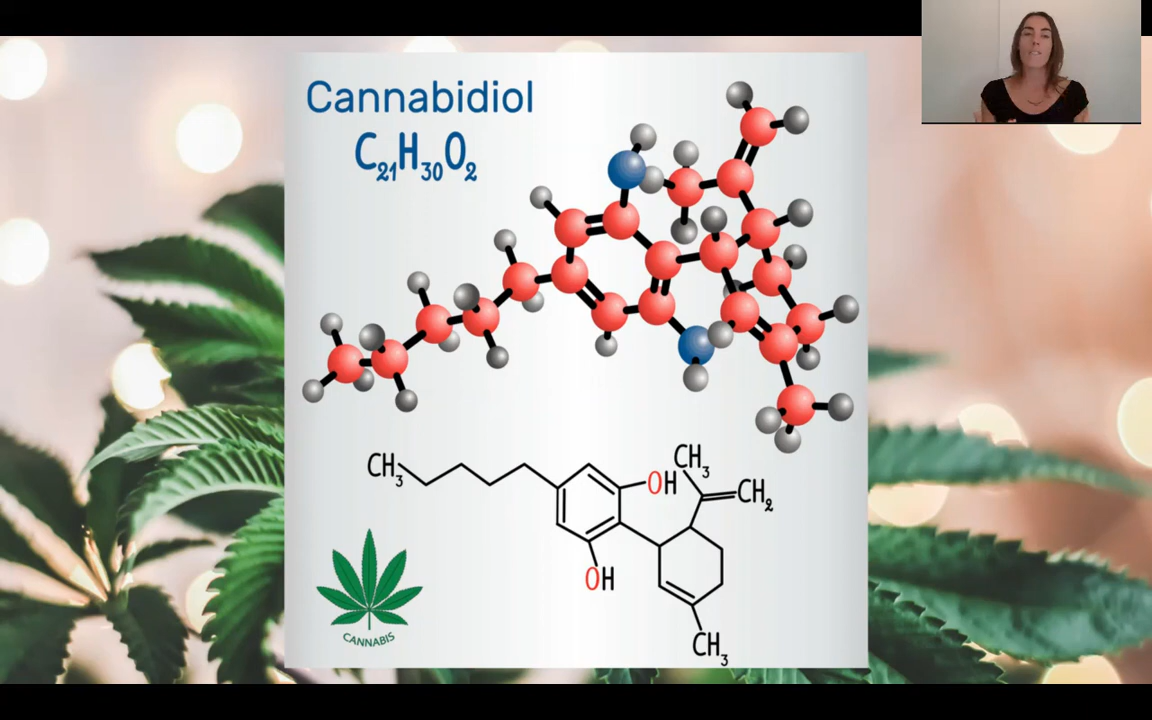 Cannabidiol
C₂₁H₃₀O₂
CH₃
OH
CH₃
CH₂
OH
CH₃
CANNABIS